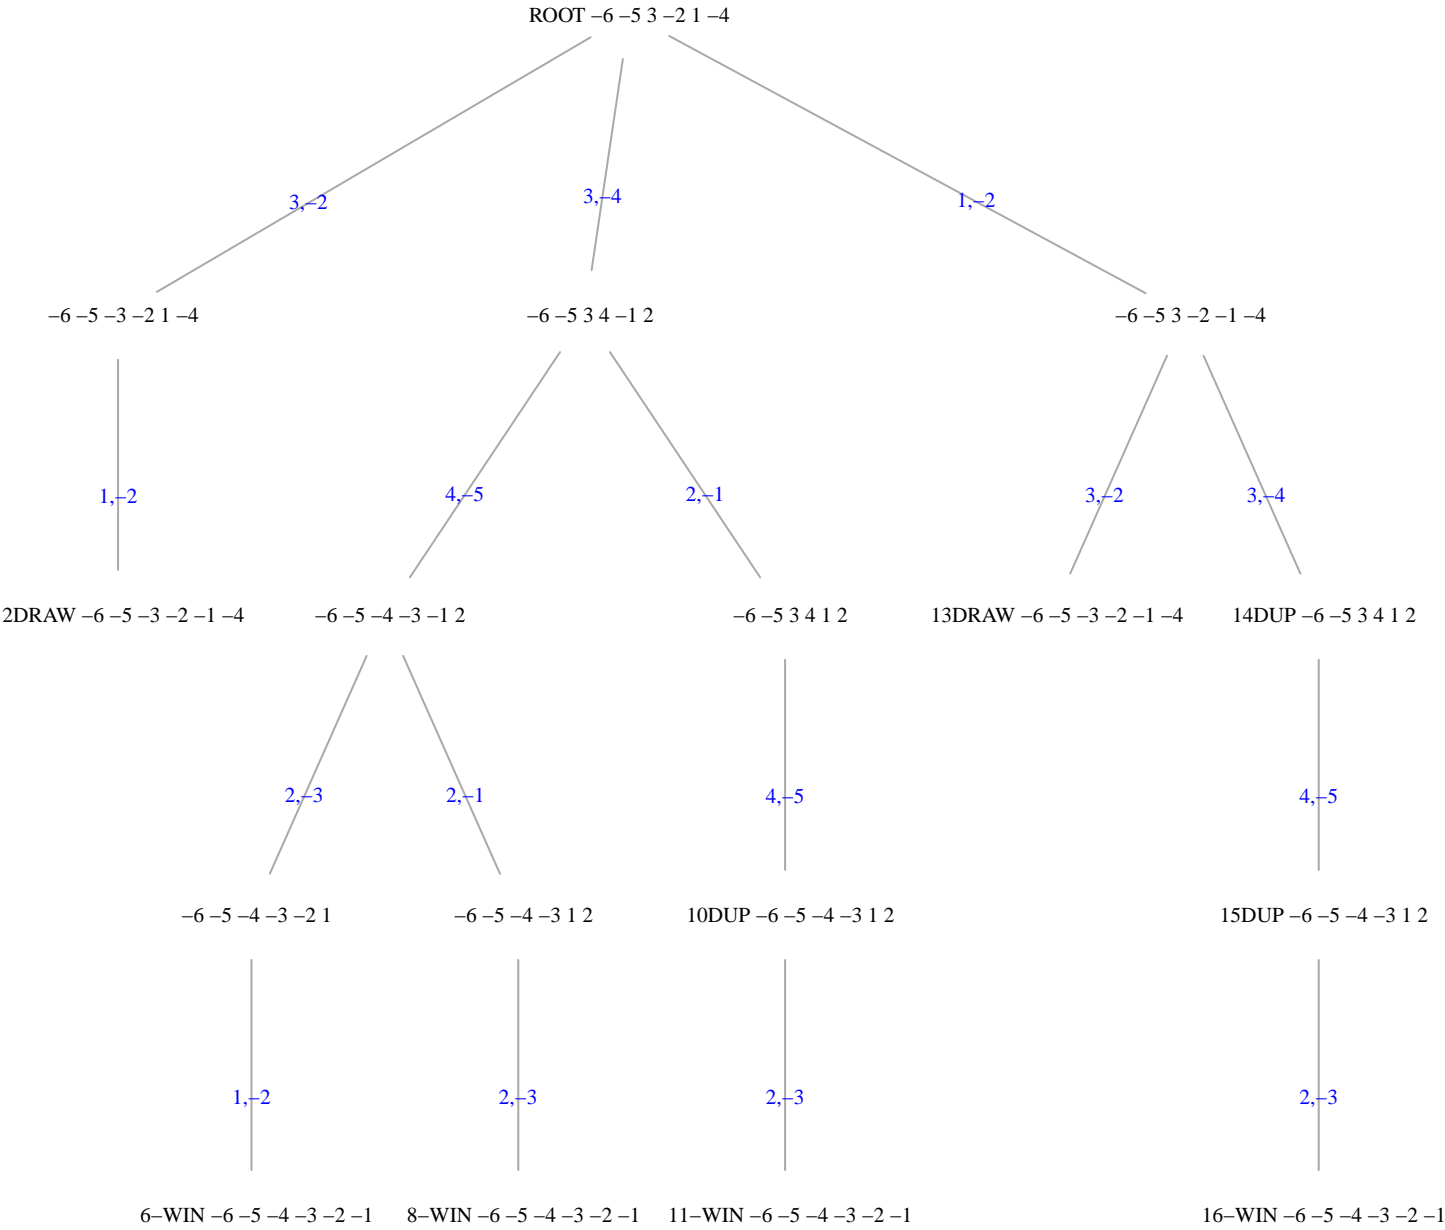 ROOT –6 –5 3 –2 1 –4
3,–2
3,–4
1,–2
–6 –5 –3 –2 1 –4
–6 –5 3 4 –1 2
–6 –5 3 –2 –1 –4
1,–2
4,–5
2,–1
3,–2
3,–4
2DRAW –6 –5 –3 –2 –1 –4
–6 –5 –4 –3 –1 2
–6 –5 3 4 1 2
13DRAW –6 –5 –3 –2 –1 –4
14DUP –6 –5 3 4 1 2
2,–3
2,–1
4,–5
4,–5
–6 –5 –4 –3 –2 1
–6 –5 –4 –3 1 2
10DUP –6 –5 –4 –3 1 2
15DUP –6 –5 –4 –3 1 2
1,–2
2,–3
2,–3
2,–3
6–WIN –6 –5 –4 –3 –2 –1
8–WIN –6 –5 –4 –3 –2 –1
11–WIN –6 –5 –4 –3 –2 –1
16–WIN –6 –5 –4 –3 –2 –1